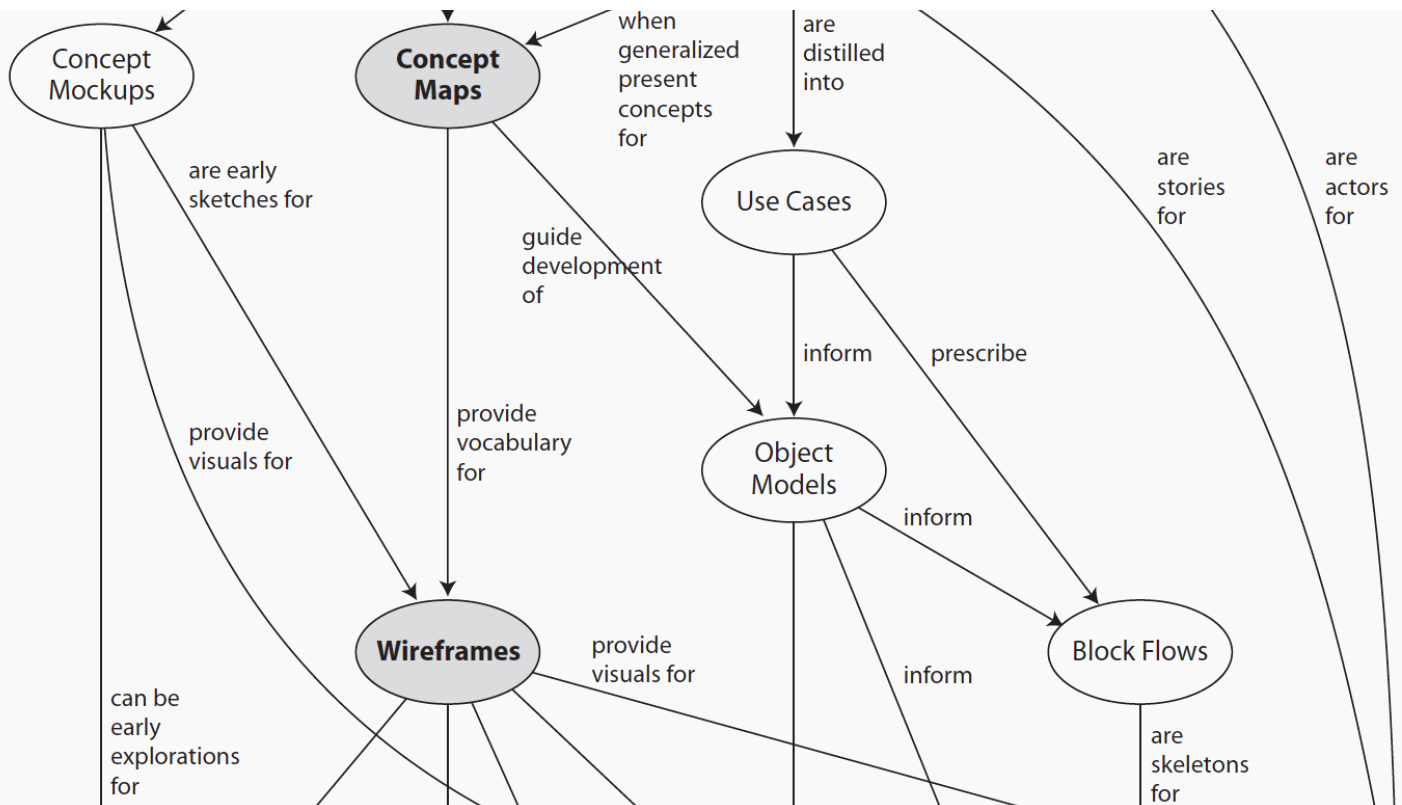 Concept
Mockups
Concept
Maps
when
generalized
present
concepts
for
are
distilled
into
are early
sketches for
Use Cases
are
stories
for
are
actors
for
guide
development
of
inform
prescribe
provide
visuals for
provide
vocabulary
for
Object
Models
inform
Wireframes
provide
visuals for
inform
Block Flows
can be
early
explorations
for
are
skeletons
for